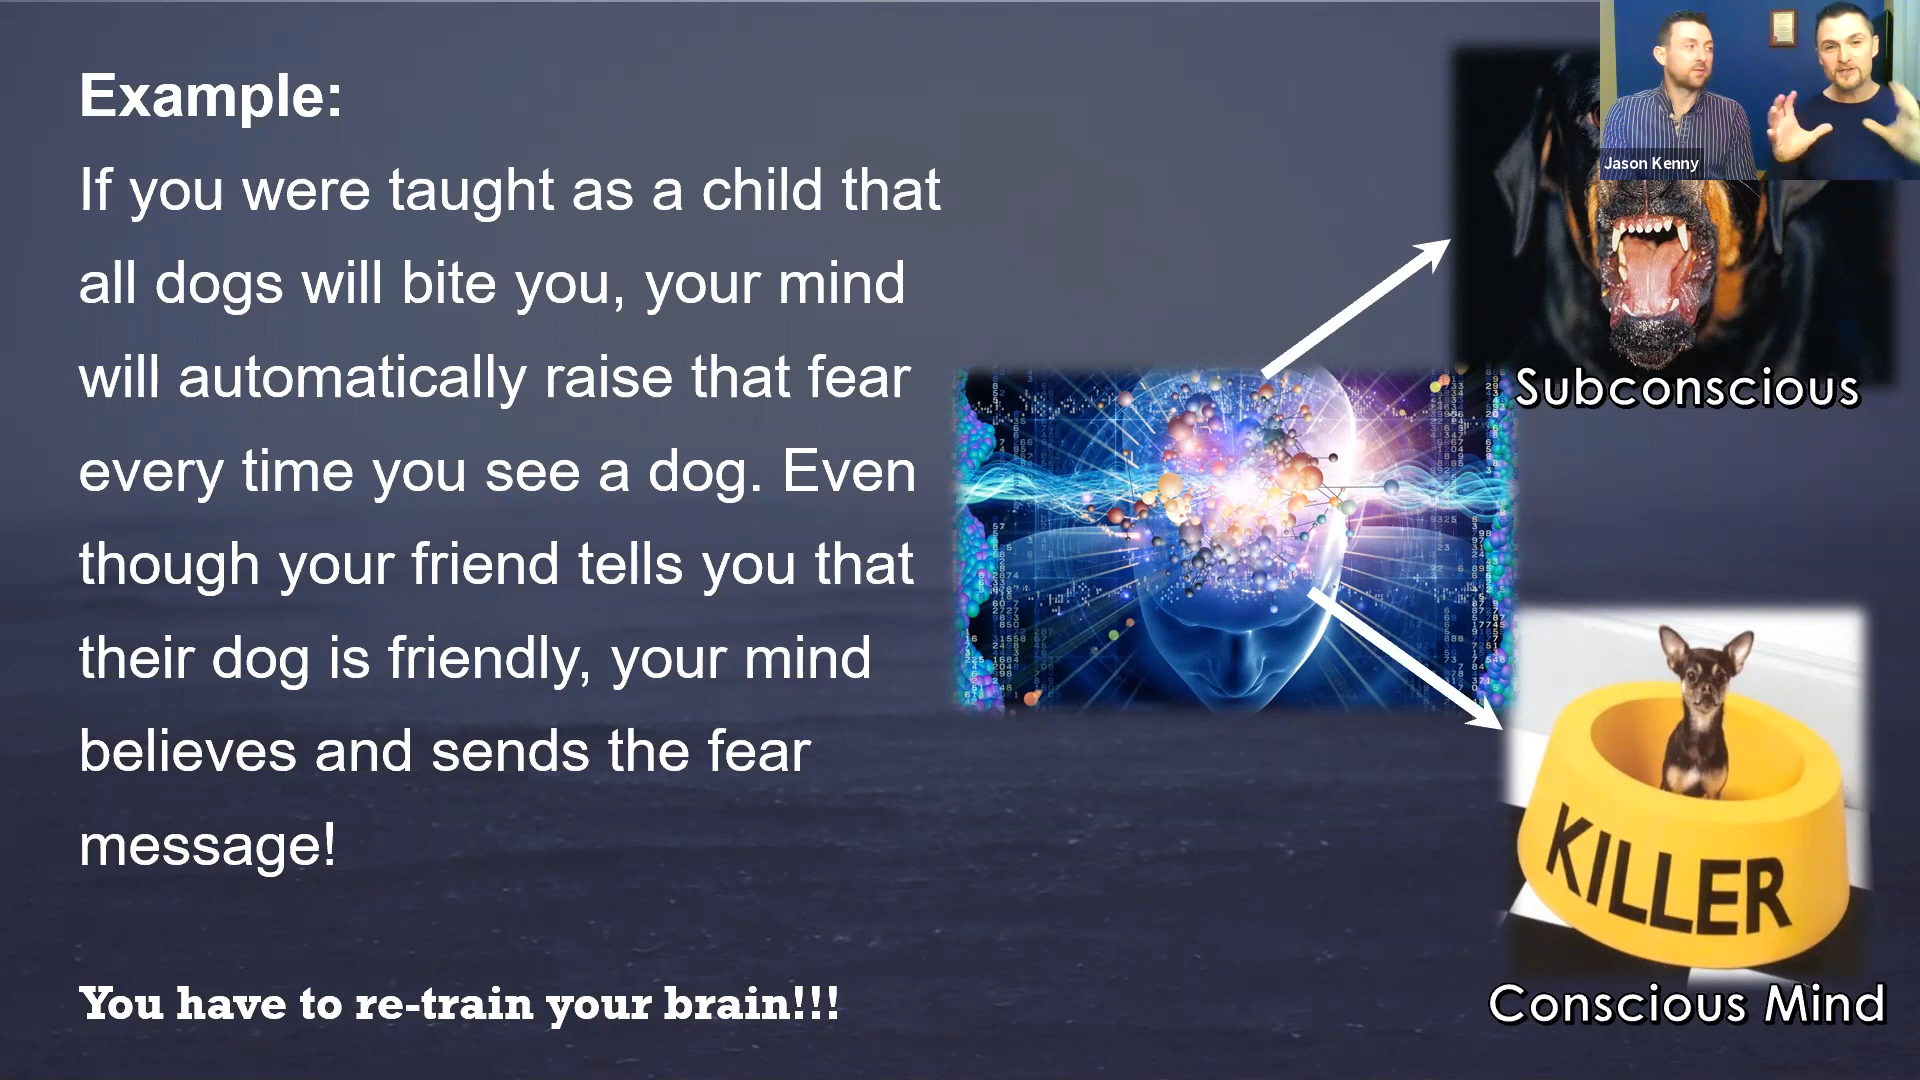 Example:
If you were taught as a child that
all dogs will bite you, your mind
will automatically raise that fear
every time you see a dog. Even
though your friend tells you that
their dog is friendly, your mind
believes and sends the fear
message!
You have to re-train your brain!!!
Jason Kenny
Subconscious
KILLER
Conscious Mind